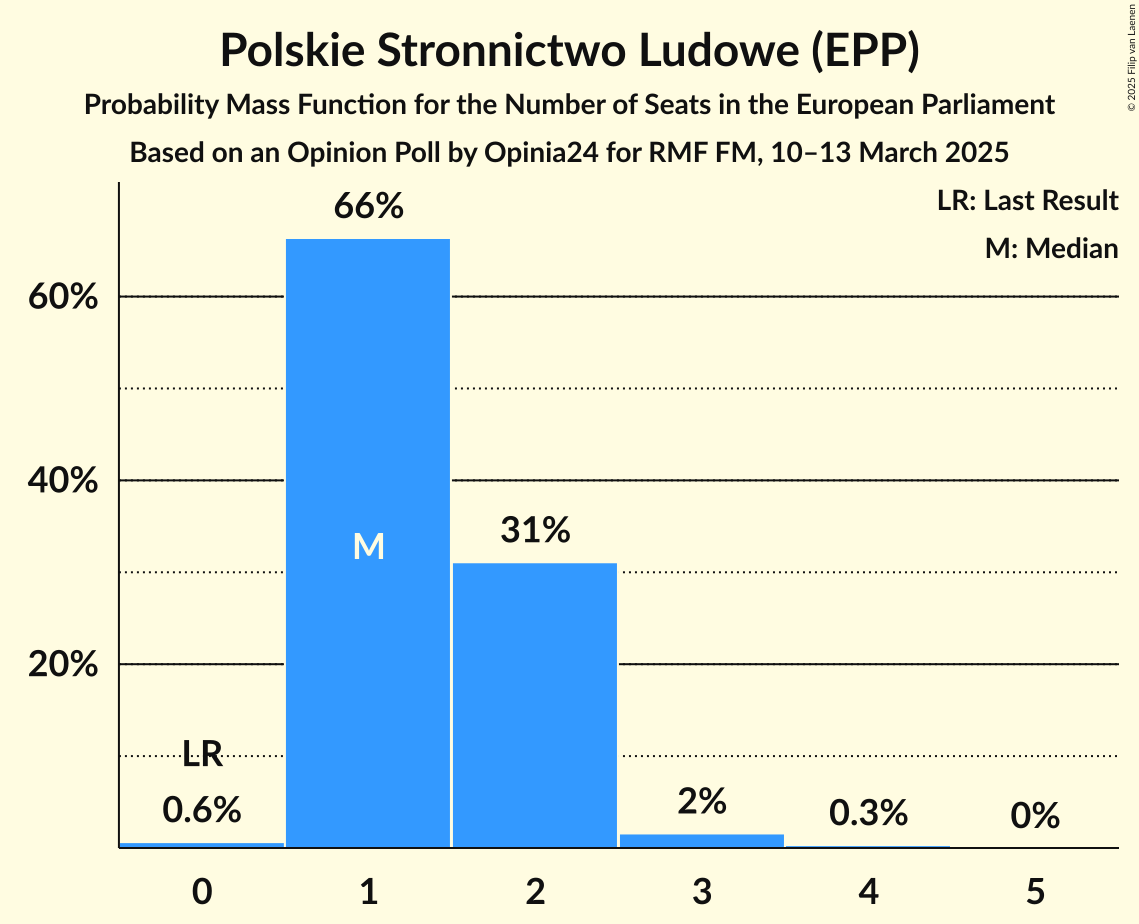 Polskie Stronnictwo Ludowe (EPP)
Probability Mass Function for the Number of Seats in the European Parliament
Based on an Opinion Poll by Opinia24 for RMF FM, 10–13 March 2025
© 2025 Filip van Laenen
LR: Last Result
M: Median
60%
40%
20%
66%
M
31%
LR
0.6%
2%
0.3%
0%
0 1 2 3 4 5